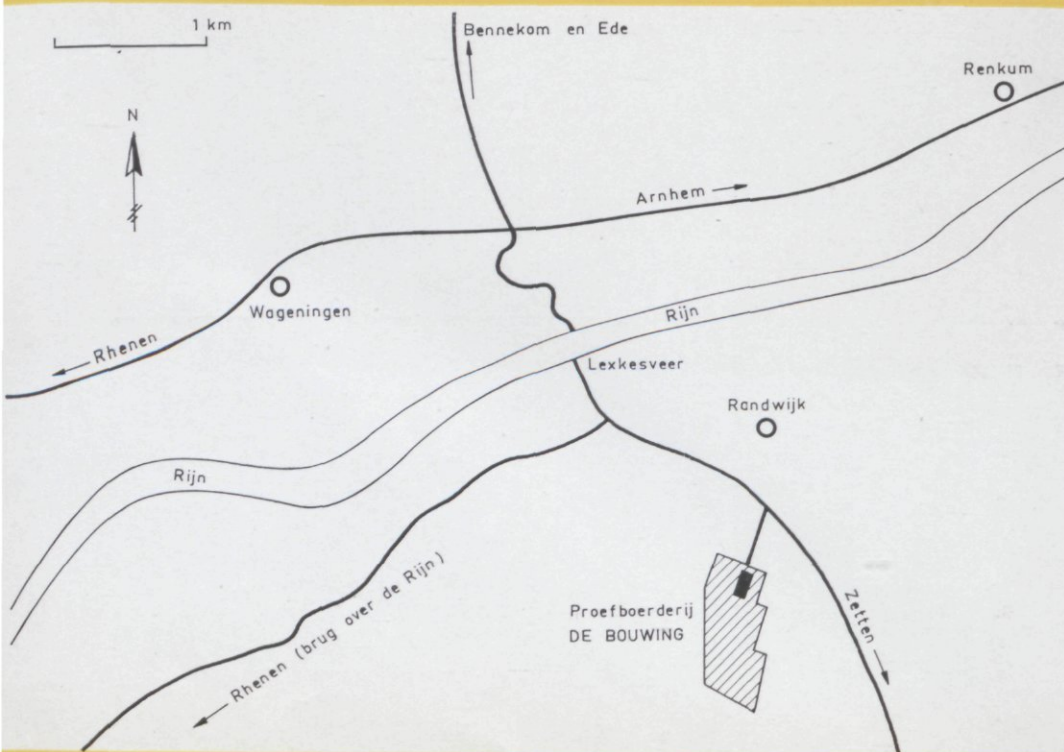 1 km
Bennekom en Ede
Renkum
N
Arnhem
Wageningen
Rijn
Rhenen
Lexkesveer
Randwijk
Rijn
Rhenen (brug over de Rijn)
Proefboerderij
DE BOUWING
Zetten